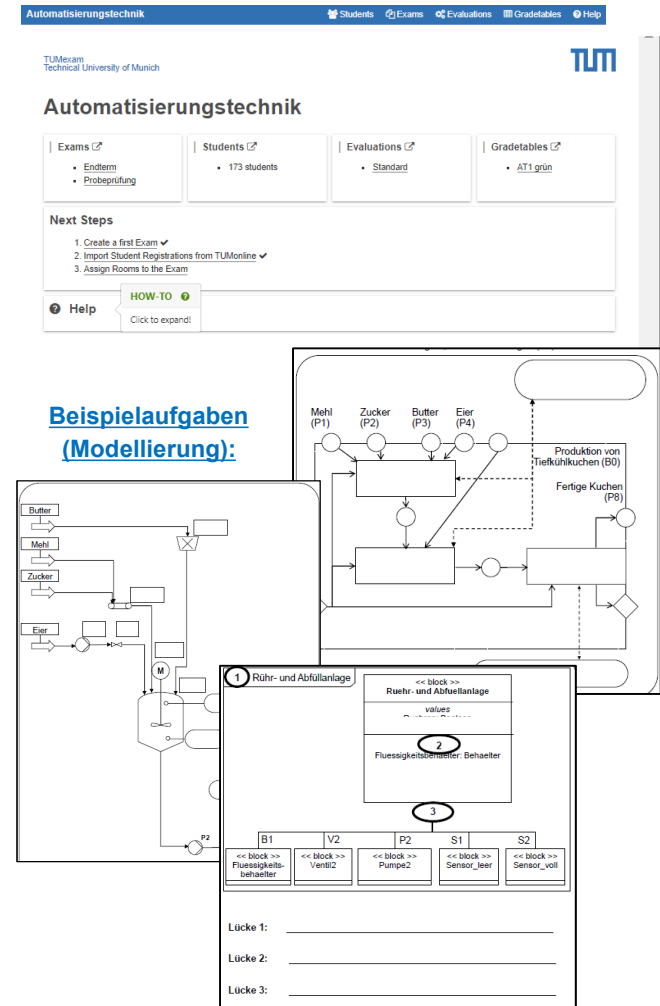 Automatisierungstechnik
Students Exams Evaluations Gradetables Help
TUMexam
Technical University of Munich
TUM
Automatisierungstechnik
Exams
Endterm
Probeprüfung
Students
173 students
Evaluations
Standard
Gradetables
AT1 grün
Next Steps
1. Create a first Exam ✔
2. Import Student Registrations from TUMonline ✔
3. Assign Rooms to the Exam
Help
HOW-TO
Click to expand!
Beispielaufgaben
(Modellierung):
Mehl
(P1)
Zucker
(P2)
Butter
(P3)
Eier
(P4)
Produktion von
Tiefkühlkuchen (B0)
Fertige Kuchen
(P8)
Butter
Mehl
Zucker
Eier
M
P2
1 Rühr- und Abfüllanlage
<< block >>
Ruehr- und Abfuellanlage
values
2
Fluessigkeitsbehaelter: Behaelter
3
B1 V2 P2 S1 S2
<< block >>
Fluessigkeits-
behaelter
<< block >>
Ventil2
<< block >>
Pumpe2
<< block >>
Sensor_leer
<< block >>
Sensor_voll
Lücke 1:
Lücke 2:
Lücke 3: